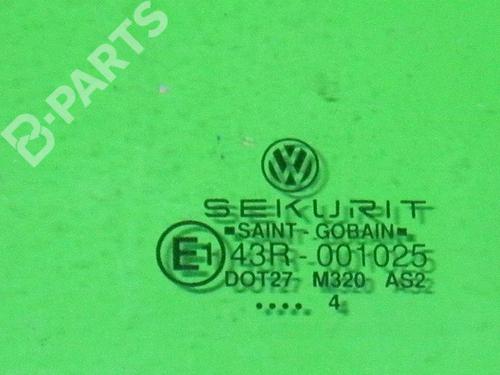 B-PARTS
VW
SEKURIT
SAINT-GOBAIN
E1 43R-001025
DOT27 M320 AS2
.... 4